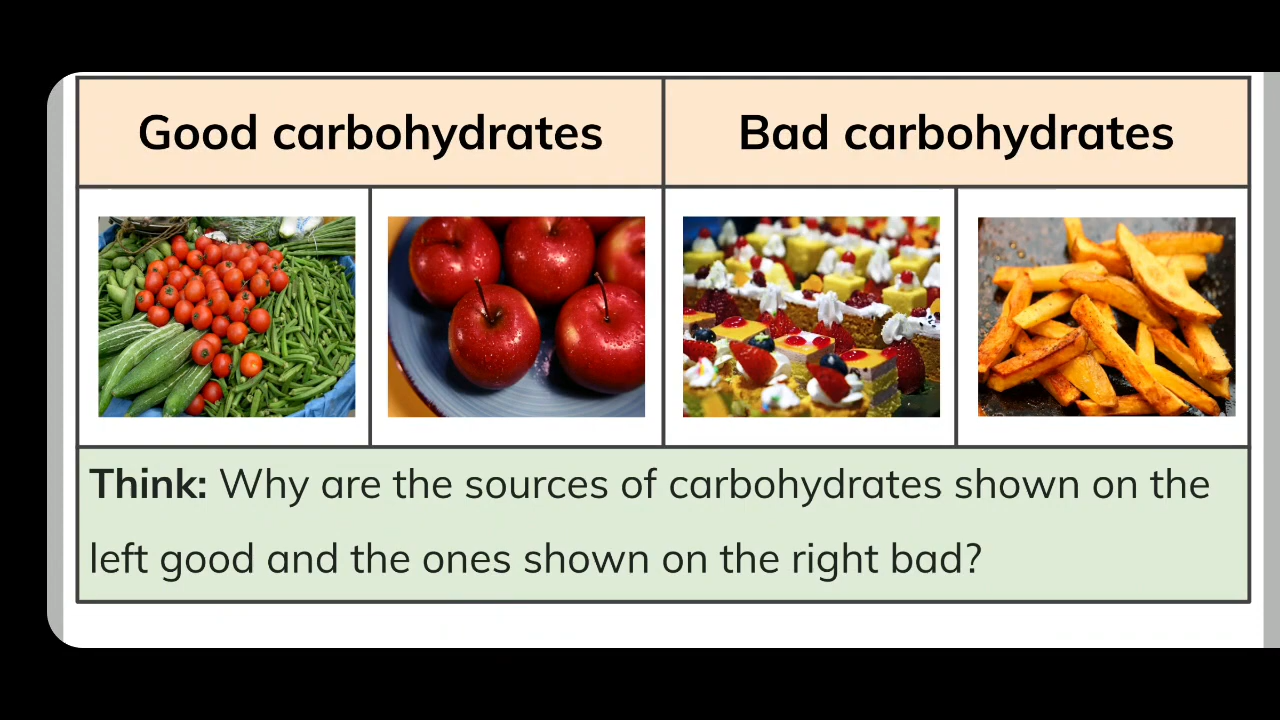 Good carbohydrates
Bad carbohydrates
Think: Why are the sources of carbohydrates shown on the
left good and the ones shown on the right bad?